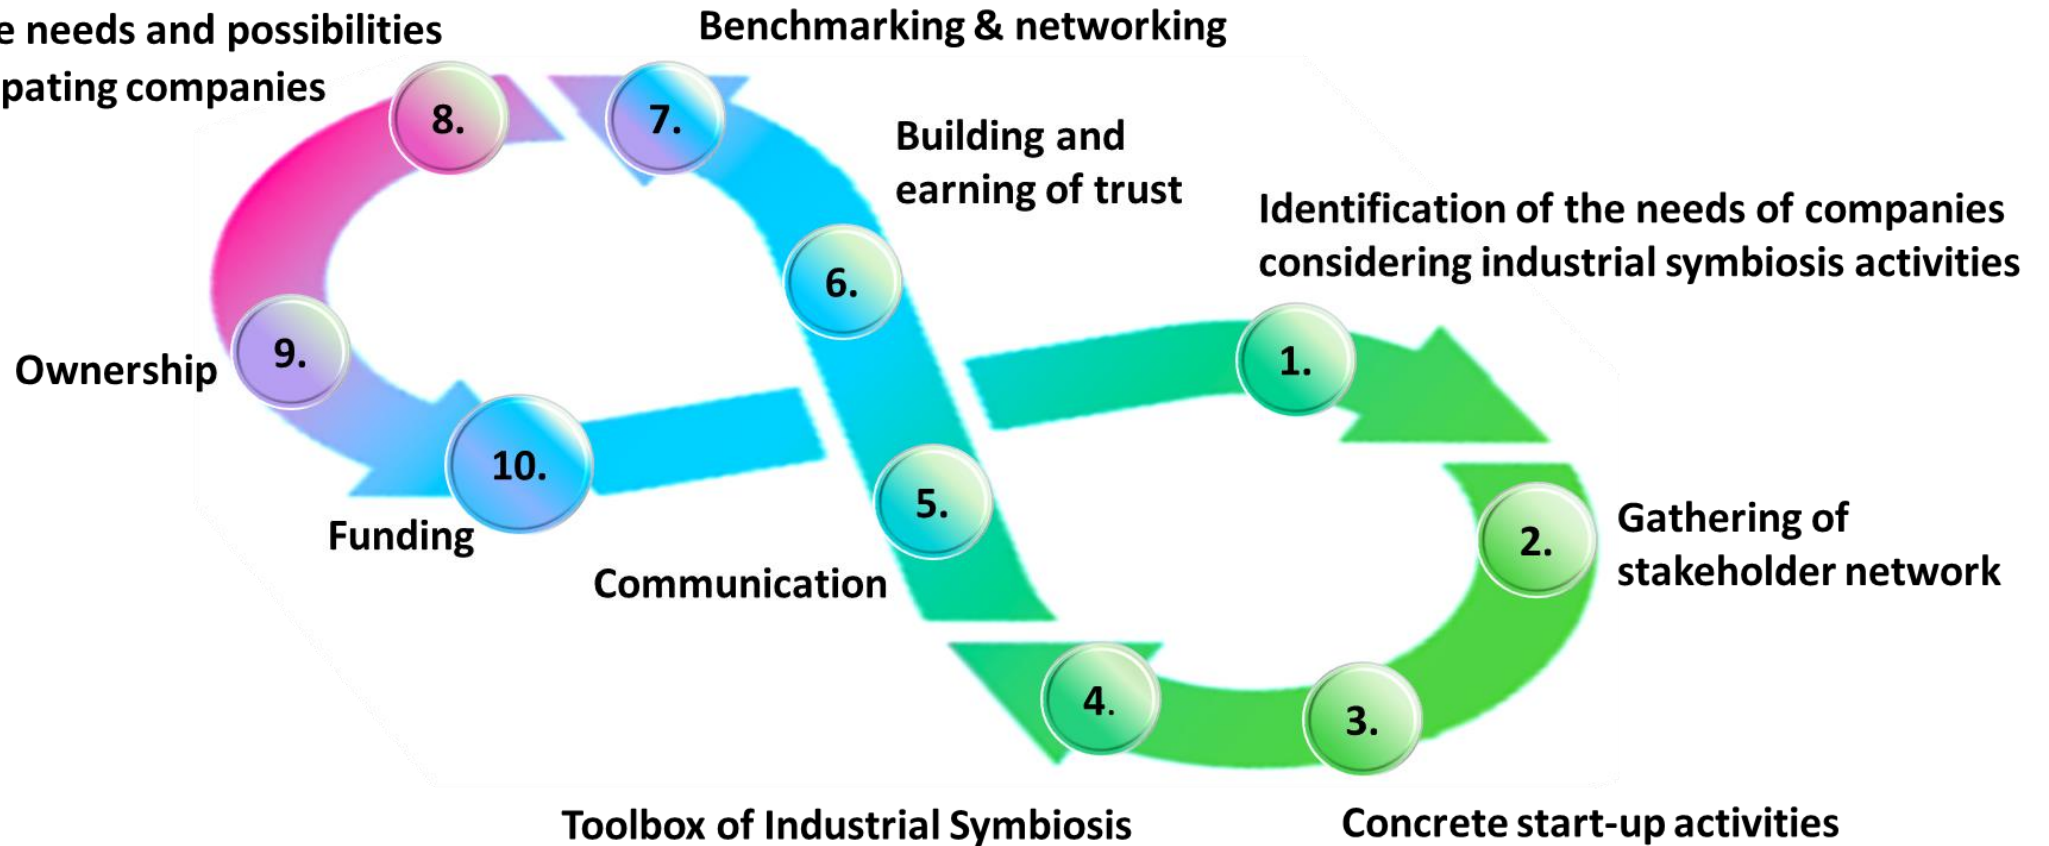 e needs and possibilities
pating companies
Benchmarking & networking
8.
7.
Building and
earning of trust
Identification of the needs of companies
considering industrial symbiosis activities
6.
1.
9.
Ownership
10.
Funding
5.
Communication
2.
Gathering of
stakeholder network
4.
3.
Toolbox of Industrial Symbiosis
Concrete start-up activities